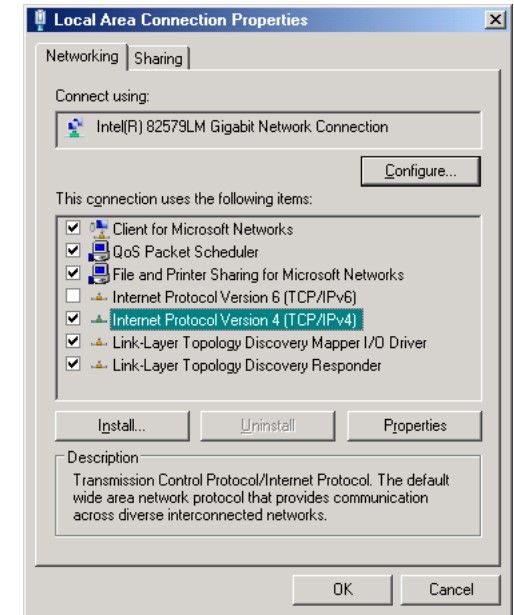 Local Area Connection Properties
Networking
Sharing
Connect using:
Intel(R) 82579LM Gigabit Network Connection
Configure...
This connection uses the following items:
Client for Microsoft Networks
QoS Packet Scheduler
File and Printer Sharing for Microsoft Networks
Internet Protocol Version 6 (TCP/IPv6)
Internet Protocol Version 4 (TCP/IPv4)
Link-Layer Topology Discovery Mapper I/O Driver
Link-Layer Topology Discovery Responder
Install...
Uninstall
Properties
Description
Transmission Control Protocol/Internet Protocol. The default
wide area network protocol that provides communication
across diverse interconnected networks.
OK
Cancel